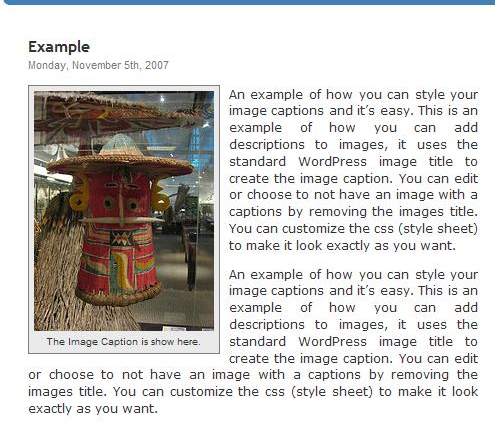 Example
Monday, November 5th, 2007
An example of how you can style your
image captions and it's easy. This is an
example of how you can add
descriptions to images, it uses the
standard WordPress image title to
create the image caption. You can edit
or choose to not have an image with a
captions by removing the images title.
You can customize the css (style sheet)
to make it look exactly as you want.
The Image Caption is show here.
An example of how you can style your
image captions and it's easy. This is an
example of how you can add
descriptions to images, it uses the
standard WordPress image title to
create the image caption. You can edit
or choose to not have an image with a captions by removing the
images title. You can customize the css (style sheet) to make it look
exactly as you want.